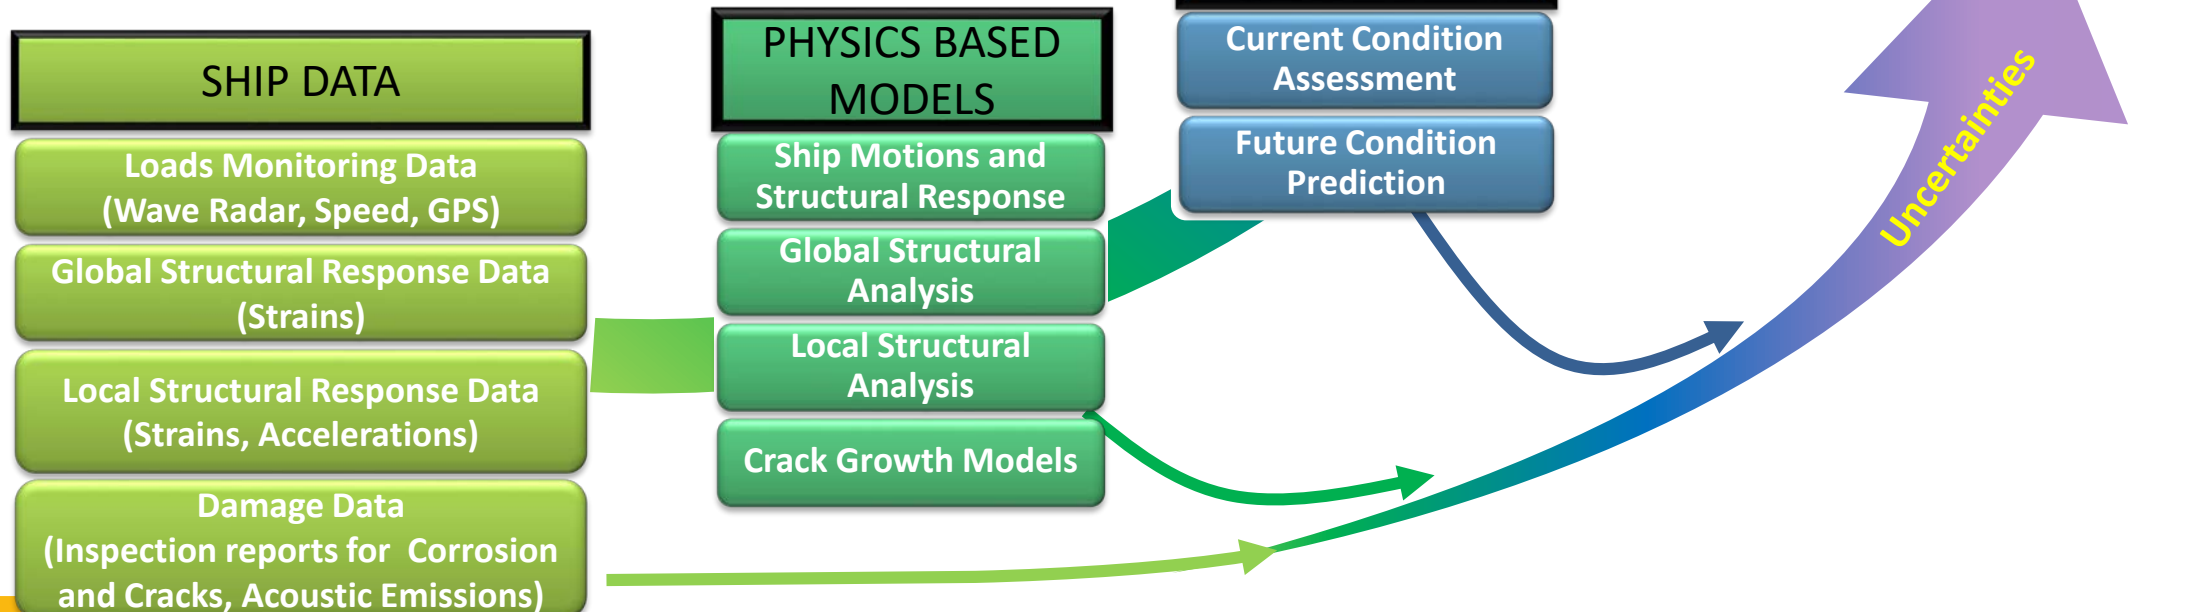 SHIP DATA
Loads Monitoring Data
(Wave Radar, Speed, GPS)
Global Structural Response Data
(Strains)
Local Structural Response Data
(Strains, Accelerations)
Damage Data
(Inspection reports for  Corrosion
and Cracks, Acoustic Emissions)
PHYSICS BASED
MODELS
Ship Motions and
Structural Response
Global Structural
Analysis
Local Structural
Analysis
Crack Growth Models
Current Condition
Assessment
Future Condition
Prediction
Uncertainties